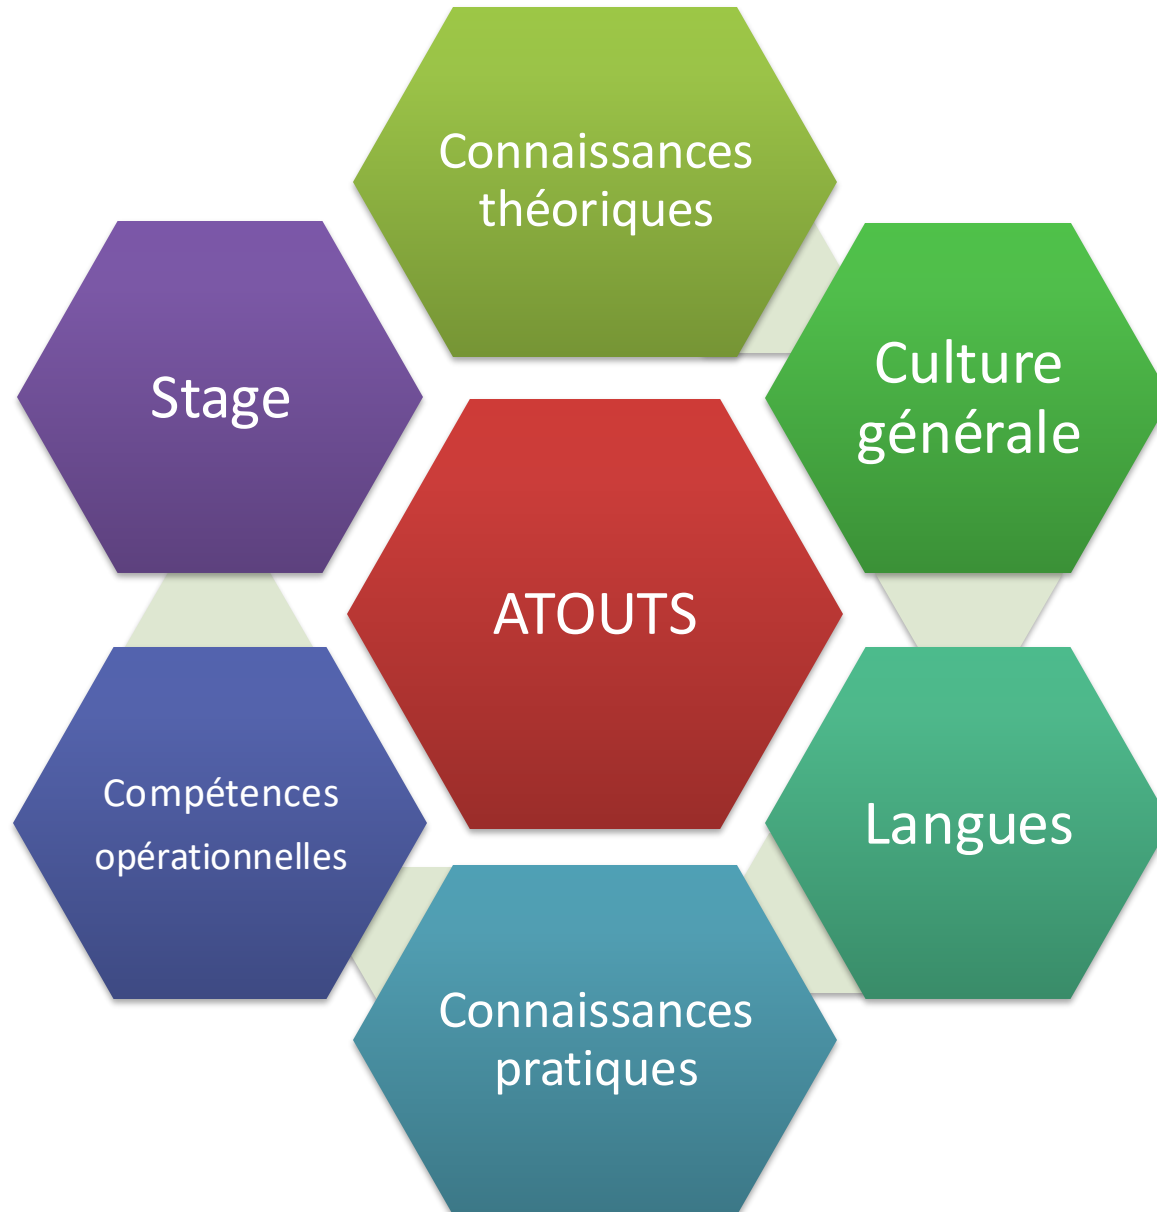 Connaissances
théoriques
Culture
générale
Stage
ATOUTS
Langues
Compétences
opérationnelles
Connaissances
pratiques